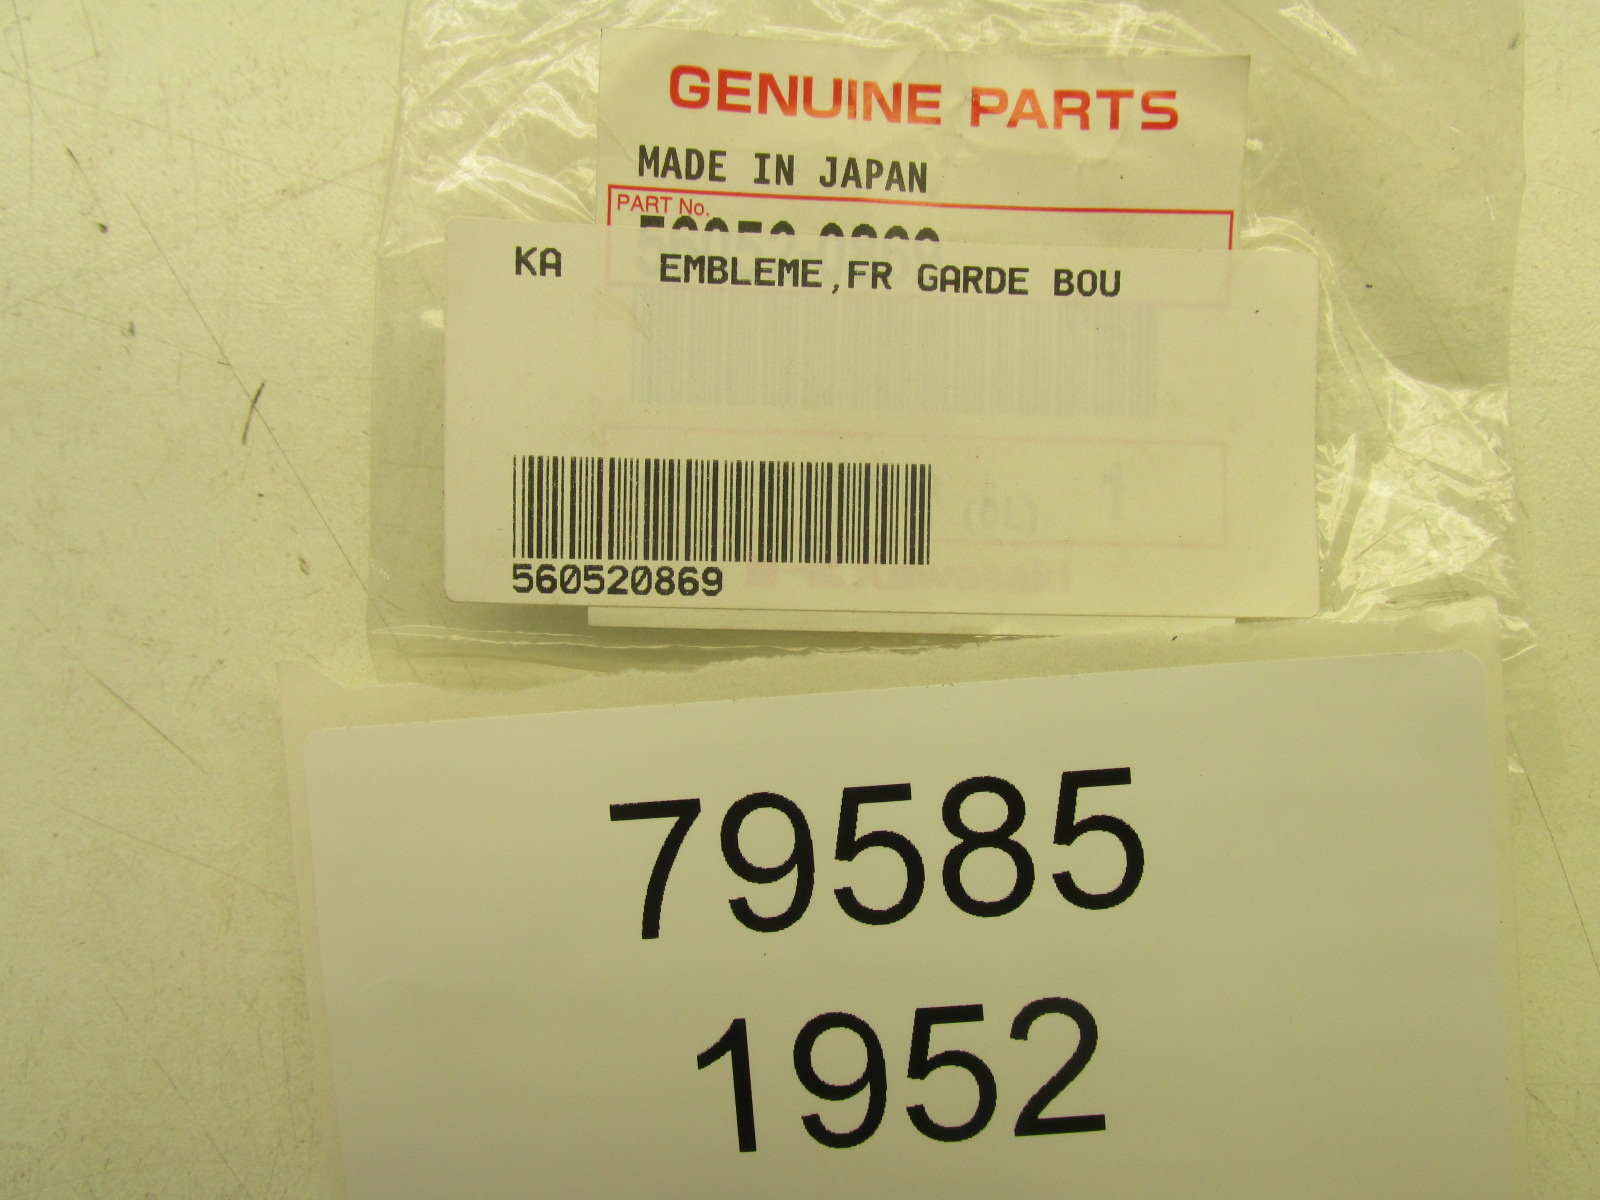 GENUINE PARTS
MADE IN JAPAN
PART No.
KA EMBLEME,FR GARDE BOU
560520869
79585
1952